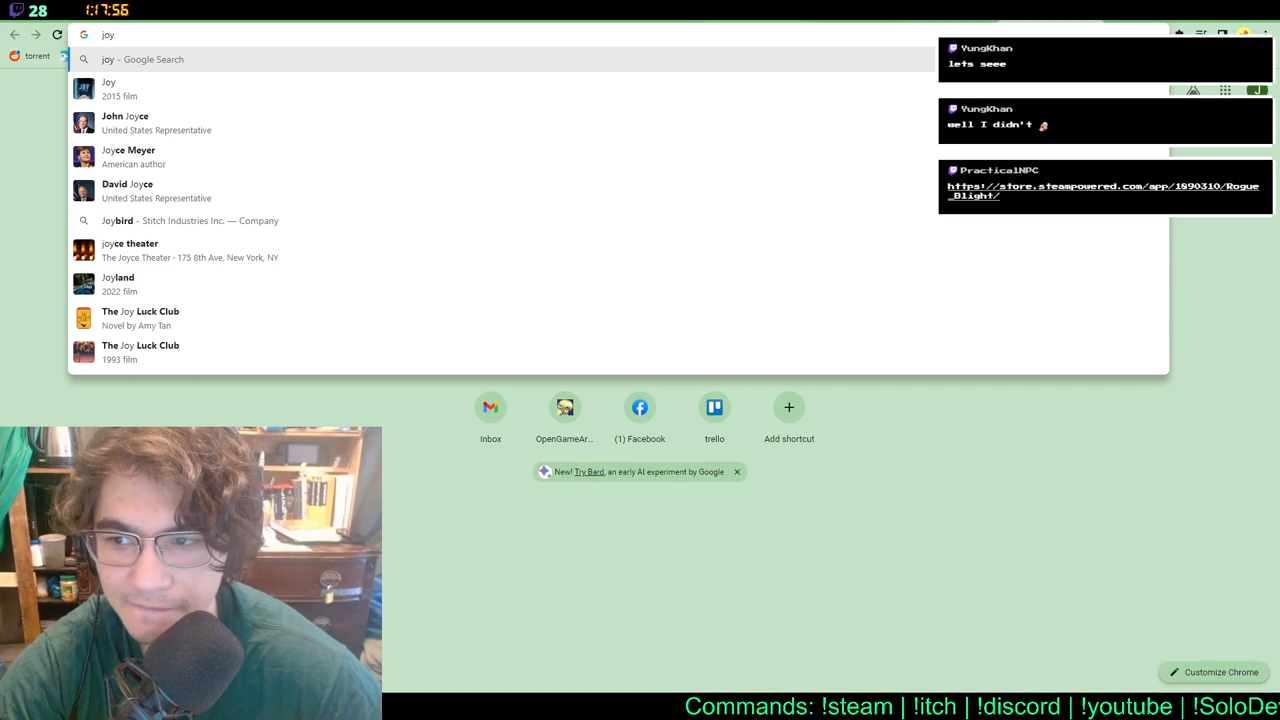 28
1:17:56
joy
torrent
joy - Google Search
Joy
2015 film
John Joyce
United States Representative
Joyce Meyer
American author
David Joyce
United States Representative
Joybird - Stitch Industries Inc. — Company
joyce theater
The Joyce Theater - 175 8th Ave, New York, NY
Joyland
2022 film
The Joy Luck Club
Novel by Amy Tan
The Joy Luck Club
1993 film
YungKhan
lets seee
YungKhan
well I didn't
PracticalNPC
https://store.steampowered.com/app/1890310/Rogue
_Blight/
J
Inbox
OpenGameAr...
(1) Facebook
trello
Add shortcut
New! Try Bard, an early AI experiment by Google
Customize Chrome
Commands: !steam | !itch | !discord | !youtube | !SoloDe